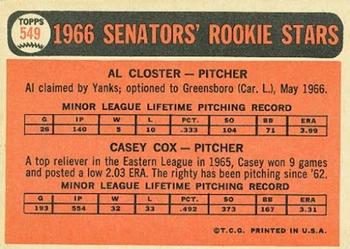 TOPPS
549
1966 SENATORS' ROOKIE STARS
AL CLOSTER — PITCHER
Al claimed by Yanks; optioned to Greensboro (Car. L.), May 1966.
MINOR LEAGUE LIFETIME PITCHING RECORD
G IP W L PCT. SO BB ERA
26 140 5 10 .333 104 71 3.99
CASEY COX — PITCHER
A top reliever in the Eastern League in 1965, Casey won 9 games
and posted a low 2.03 ERA. The righty has been pitching since '62.
MINOR LEAGUE LIFETIME PITCHING RECORD
G IP W L PCT. SO BB ERA
193 554 32 33 .492 373 164 3.31
©T.C.G. PRINTED IN U.S.A.